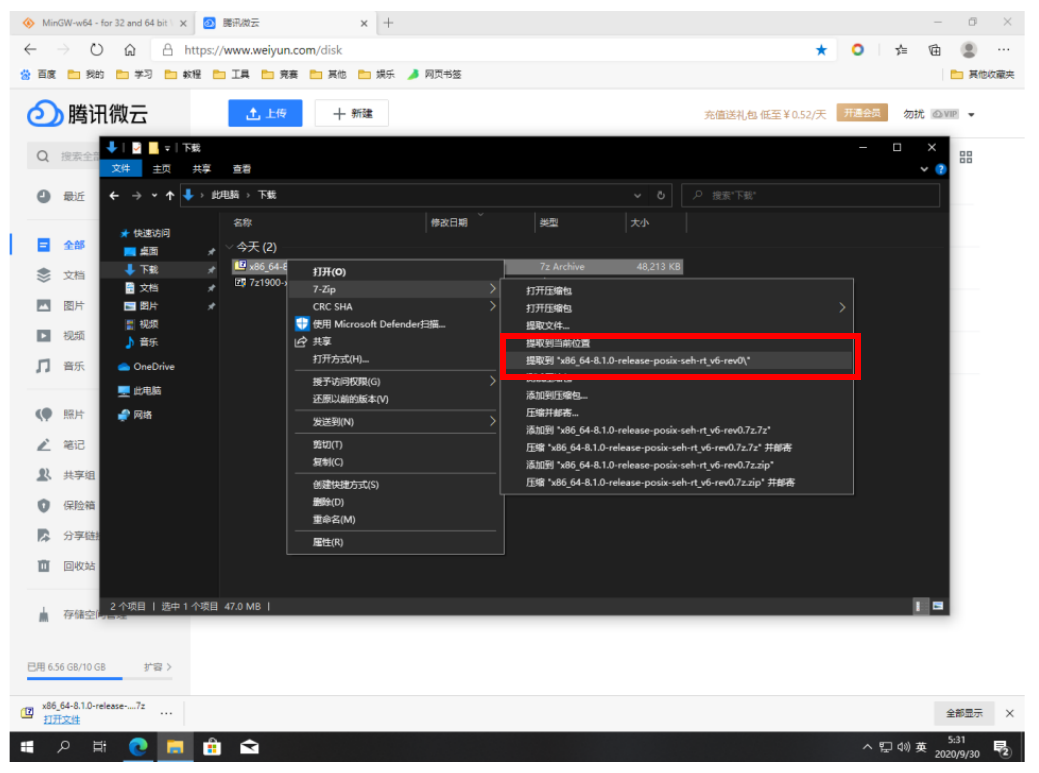 MinGW-w64 - for 32 and 64 bit
腾讯微云
https://www.weiyun.com/disk
百度 我的 学习 教程 工具 竞赛 其他 娱乐 网页书签 其他收藏夹
腾讯微云 上传 新建 充值送礼包 低至¥0.52/天 开通会员 勿扰 VIP
下载
搜索全
文件 主页 共享 查看
最近
此电脑 › 下载 搜索"下载"
名称 修改日期 类型 大小
快速访问
今天 (2)
全部
桌面
下载
x86_64-8 7z Archive 48,213 KB
文档
文档
7z1900-x
图片
图片
视频
视频
音乐
音乐
OneDrive
此电脑
网络
照片
笔记
共享组
保险箱
分享链
回收站
打开(O)
7-Zip
CRC SHA
使用 Microsoft Defender扫描...
共享
打开方式(H)...
授予访问权限(G)
还原以前的版本(V)
发送到(N)
剪切(T)
复制(C)
创建快捷方式(S)
删除(D)
重命名(M)
属性(R)
打开压缩包
打开压缩包
提取文件...
提取到当前位置
提取到 "x86_64-8.1.0-release-posix-seh-rt_v6-rev0\"
添加到压缩包...
压缩并邮寄...
添加到 "x86_64-8.1.0-release-posix-seh-rt_v6-rev0.7z.7z"
压缩 "x86_64-8.1.0-release-posix-seh-rt_v6-rev0.7z.7z" 并邮寄
添加到 "x86_64-8.1.0-release-posix-seh-rt_v6-rev0.7z.zip"
压缩 "x86_64-8.1.0-release-posix-seh-rt_v6-rev0.7z.zip" 并邮寄
2 个项目 | 选中 1 个项目 47.0 MB |
存储空间管理
已用 6.56 GB/10 GB 扩容 >
x86_64-8.1.0-release-....7z
打开文件
全部显示
英
5:31
2020/9/30